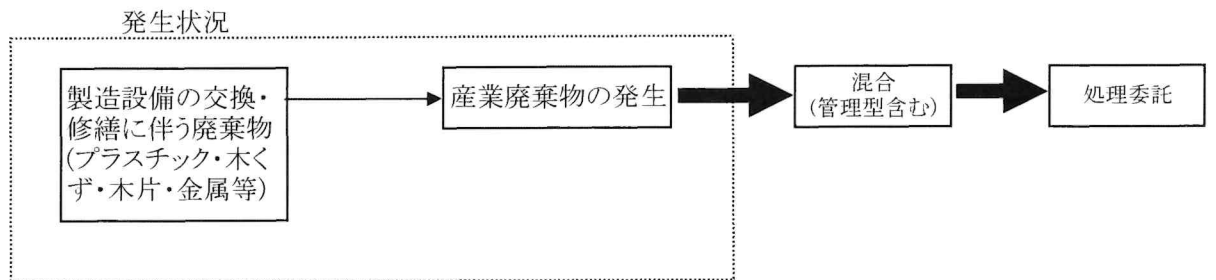 発生状況
製造設備の交換・
修繕に伴う廃棄物
(プラスチック・木く
ず・木片・金属等)
産業廃棄物の発生
混合
(管理型含む)
処理委託